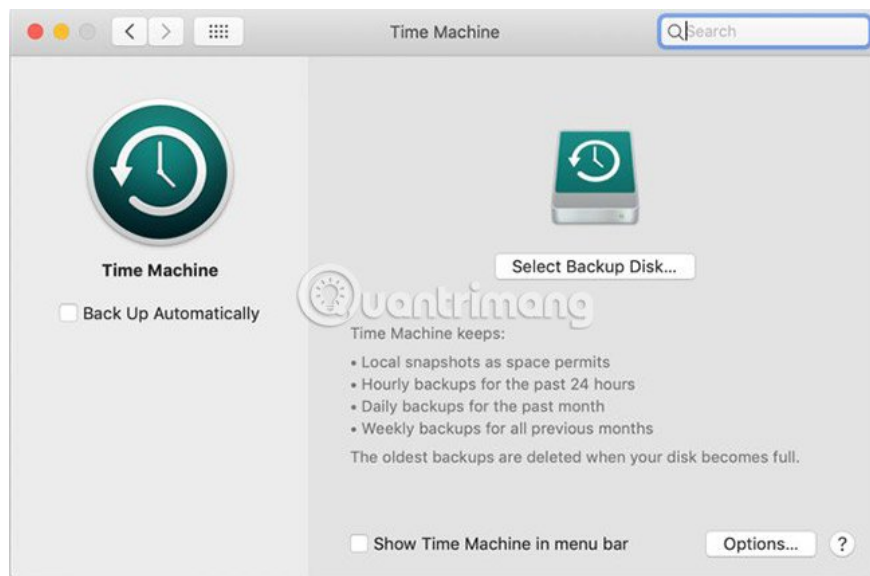 Time Machine
Search
Time Machine
Back Up Automatically
Select Backup Disk...
Quantrimang
Time Machine keeps:
• Local snapshots as space permits
• Hourly backups for the past 24 hours
• Daily backups for the past month
• Weekly backups for all previous months
The oldest backups are deleted when your disk becomes full.
Show Time Machine in menu bar
Options...
?